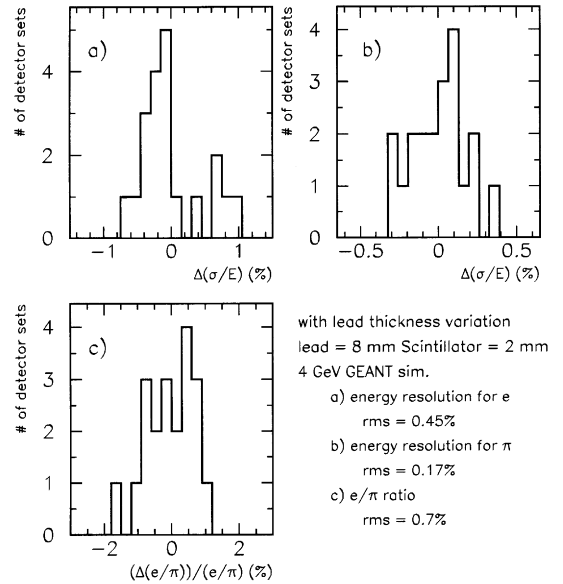 # of detector sets
a)
4
2
0
−1
0
1
Δ(σ/E) (%)
# of detector sets
b)
4
3
2
1
0
−0.5
0
0.5
Δ(σ/E) (%)
# of detector sets
c)
4
3
2
1
0
−2
0
2
(Δ(e/π))/(e/π) (%)
with lead thickness variation
lead = 8 mm Scintillator = 2 mm
4 GeV GEANT sim.
a) energy resolution for e
rms = 0.45%
b) energy resolution for π
rms = 0.17%
c) e/π ratio
rms = 0.7%